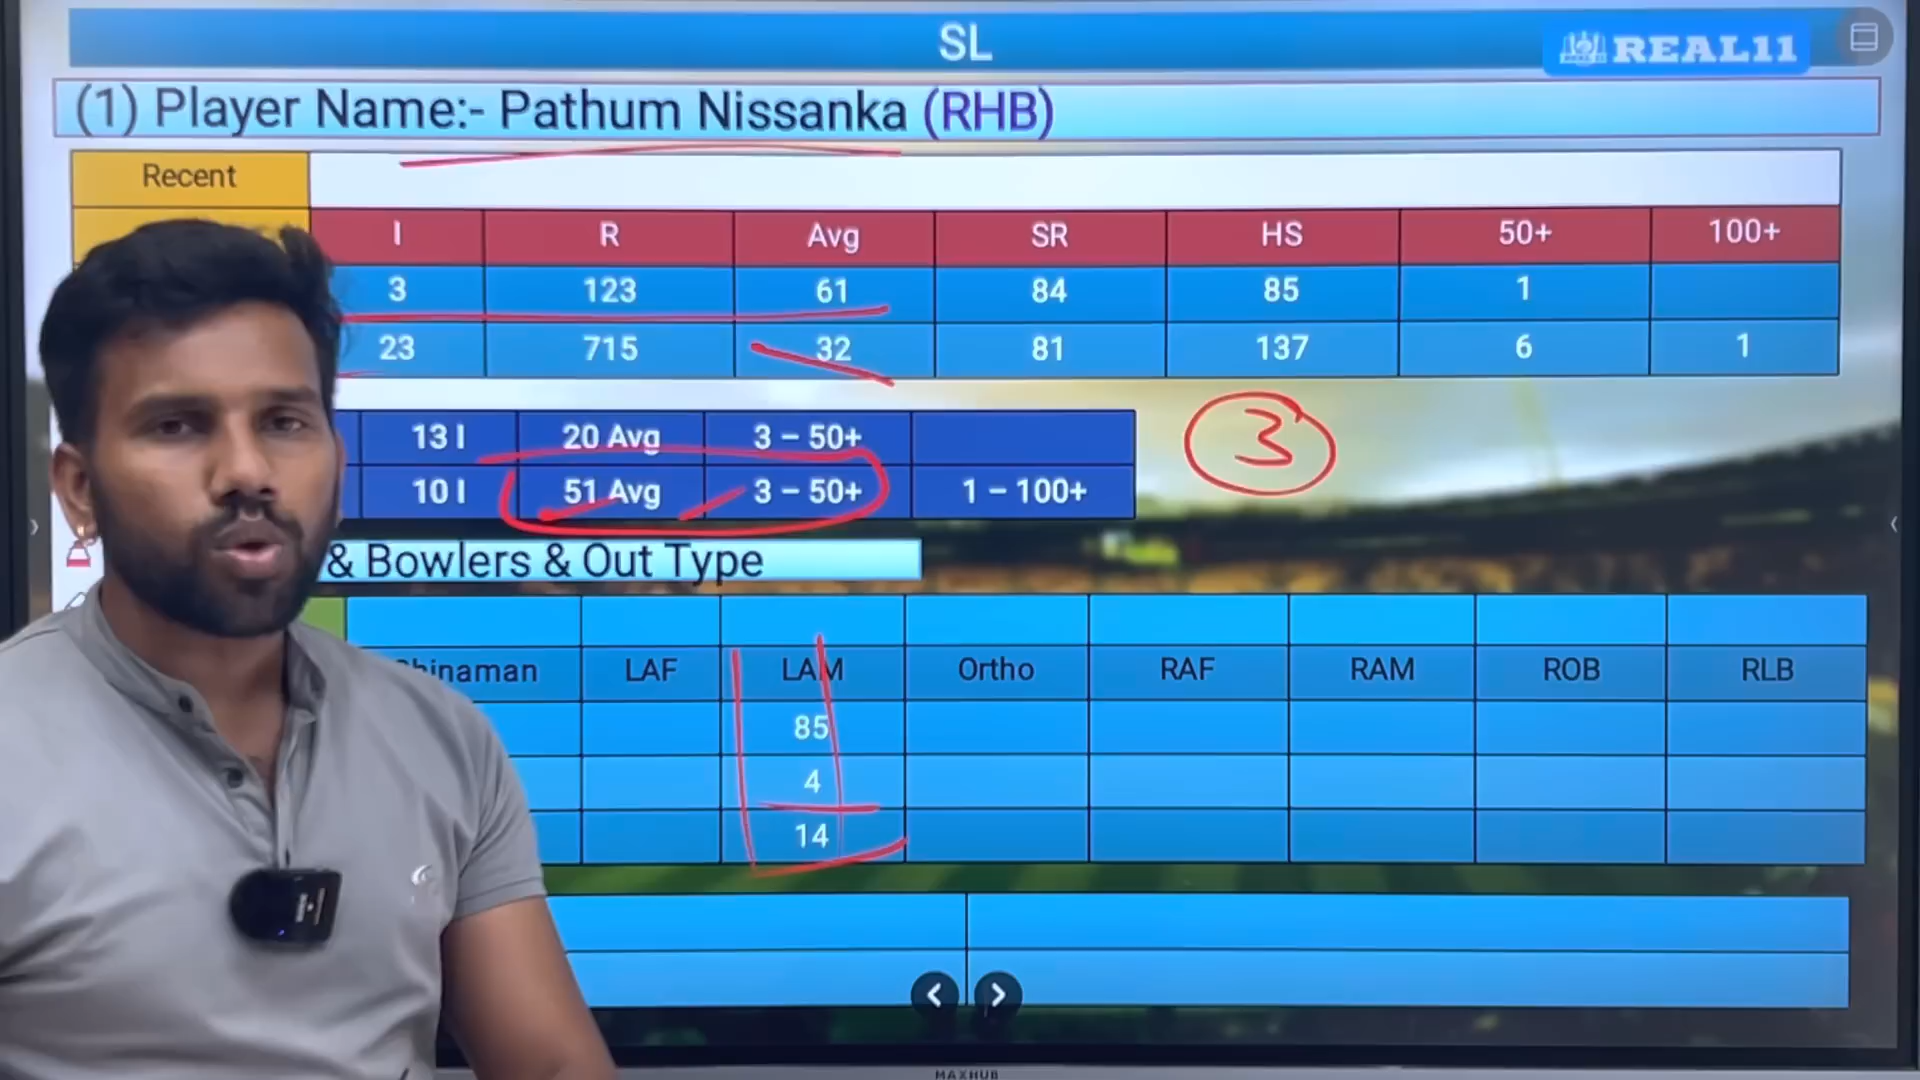 SL
REAL11
(1) Player Name:- Pathum Nissanka (RHB)
Recent
I R Avg SR HS 50+ 100+
3 123 61 84 85 1
23 715 32 81 137 6 1
13 I 20 Avg 3 – 50+
3
10 I 51 Avg 3 – 50+ 1 – 100+
& Bowlers & Out Type
Chinaman LAF LAM Ortho RAF RAM ROB RLB
85
4
14
MAXHUB